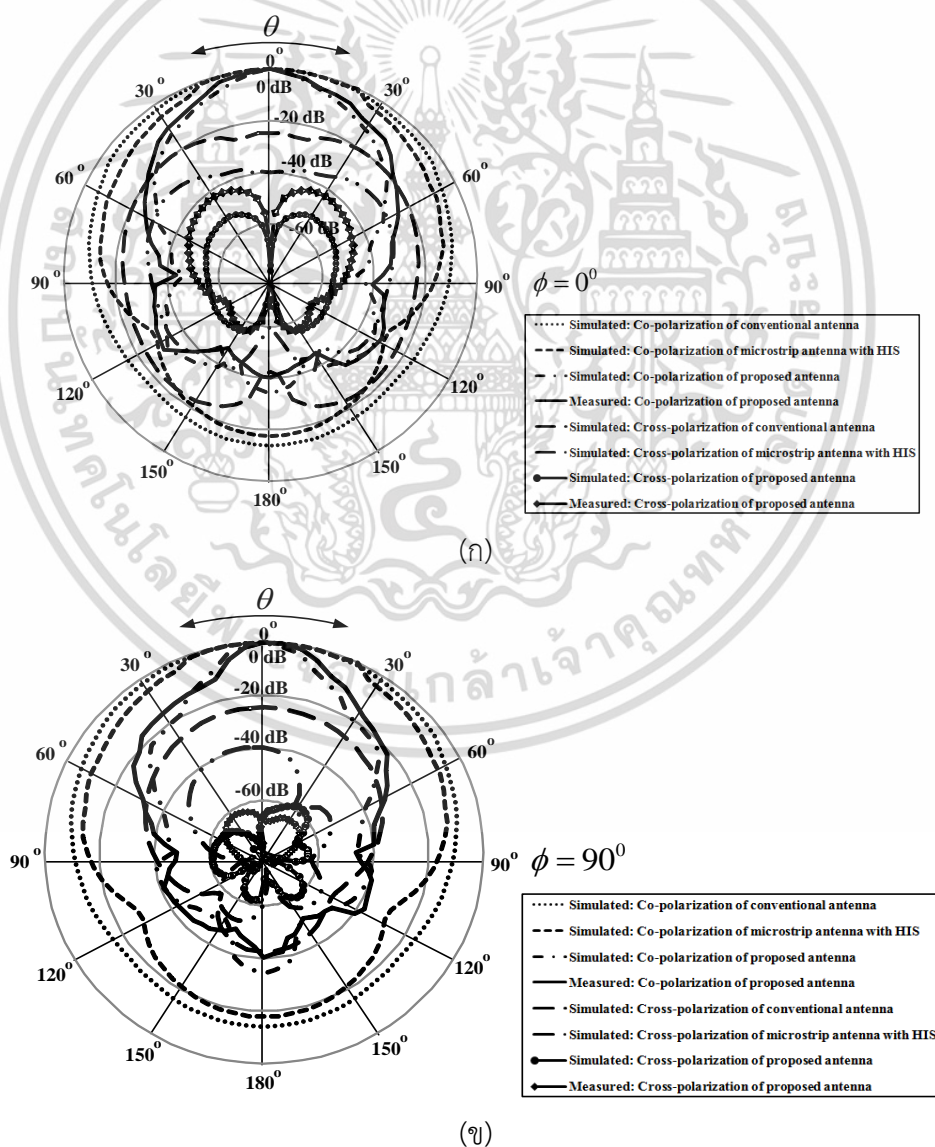 θ
0°
0 dB
30°
30°
-20 dB
-40 dB
60°
60°
-60 dB
90°
90°
ϕ = 0⁰
120°
120°
150°
150°
180°
Simulated: Co-polarization of conventional antenna
Simulated: Co-polarization of microstrip antenna with HIS
Simulated: Co-polarization of proposed antenna
Measured: Co-polarization of proposed antenna
Simulated: Cross-polarization of conventional antenna
Simulated: Cross-polarization of microstrip antenna with HIS
Simulated: Cross-polarization of proposed antenna
Measured: Cross-polarization of proposed antenna
(ก)
θ
0°
0 dB
30°
30°
-20 dB
-40 dB
60°
60°
-60 dB
90°
90°
ϕ = 90⁰
120°
120°
150°
150°
180°
Simulated: Co-polarization of conventional antenna
Simulated: Co-polarization of microstrip antenna with HIS
Simulated: Co-polarization of proposed antenna
Measured: Co-polarization of proposed antenna
Simulated: Cross-polarization of conventional antenna
Simulated: Cross-polarization of microstrip antenna with HIS
Simulated: Cross-polarization of proposed antenna
Measured: Cross-polarization of proposed antenna
(ข)